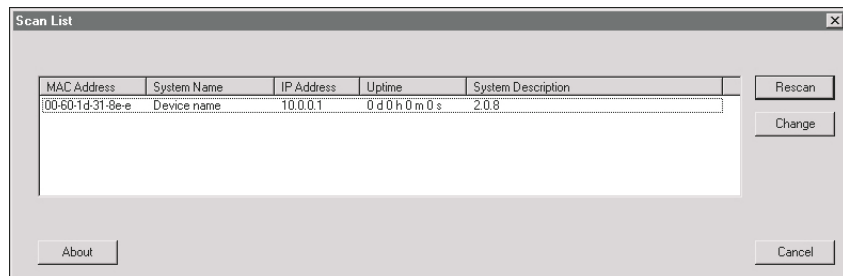 Scan List
MAC Address System Name IP Address Uptime System Description
00-60-1d-31-8e-e Device name 10.0.0.1 0 d 0 h 0 m 0 s 2.0.8
Rescan
Change
About
Cancel